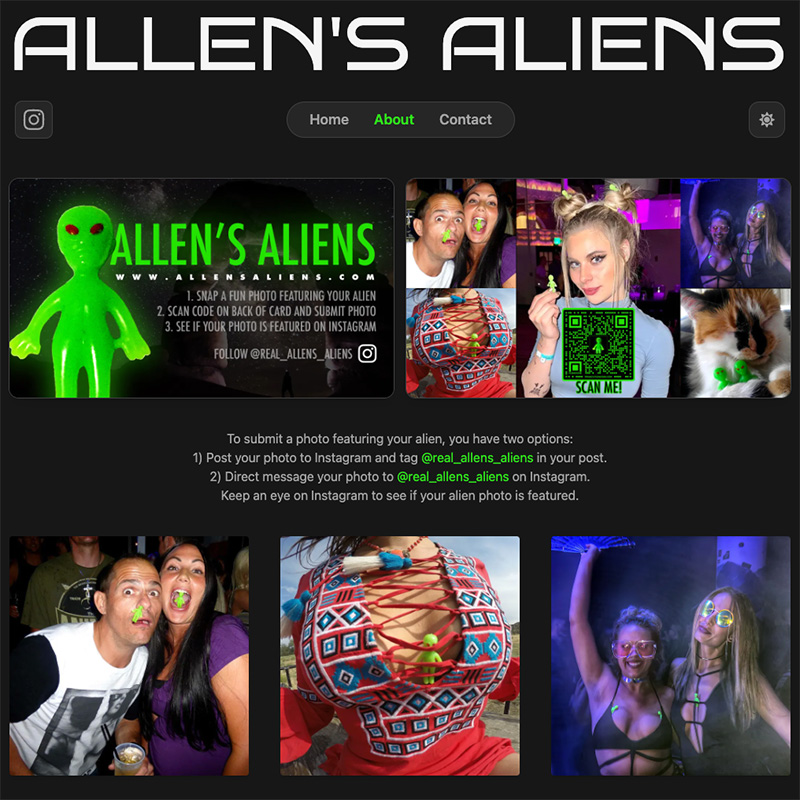 ALLEN'S ALIENS
Home About Contact
ALLEN'S ALIENS
WWW.ALLENSALIENS.COM
1. SNAP A FUN PHOTO FEATURING YOUR ALIEN
2. SCAN CODE ON BACK OF CARD AND SUBMIT PHOTO
3. SEE IF YOUR PHOTO IS FEATURED ON INSTAGRAM
FOLLOW @REAL_ALLENS_ALIENS
SCAN ME!
To submit a photo featuring your alien, you have two options:
1) Post your photo to Instagram and tag @real_allens_aliens in your post.
2) Direct message your photo to @real_allens_aliens on Instagram.
Keep an eye on Instagram to see if your alien photo is featured.